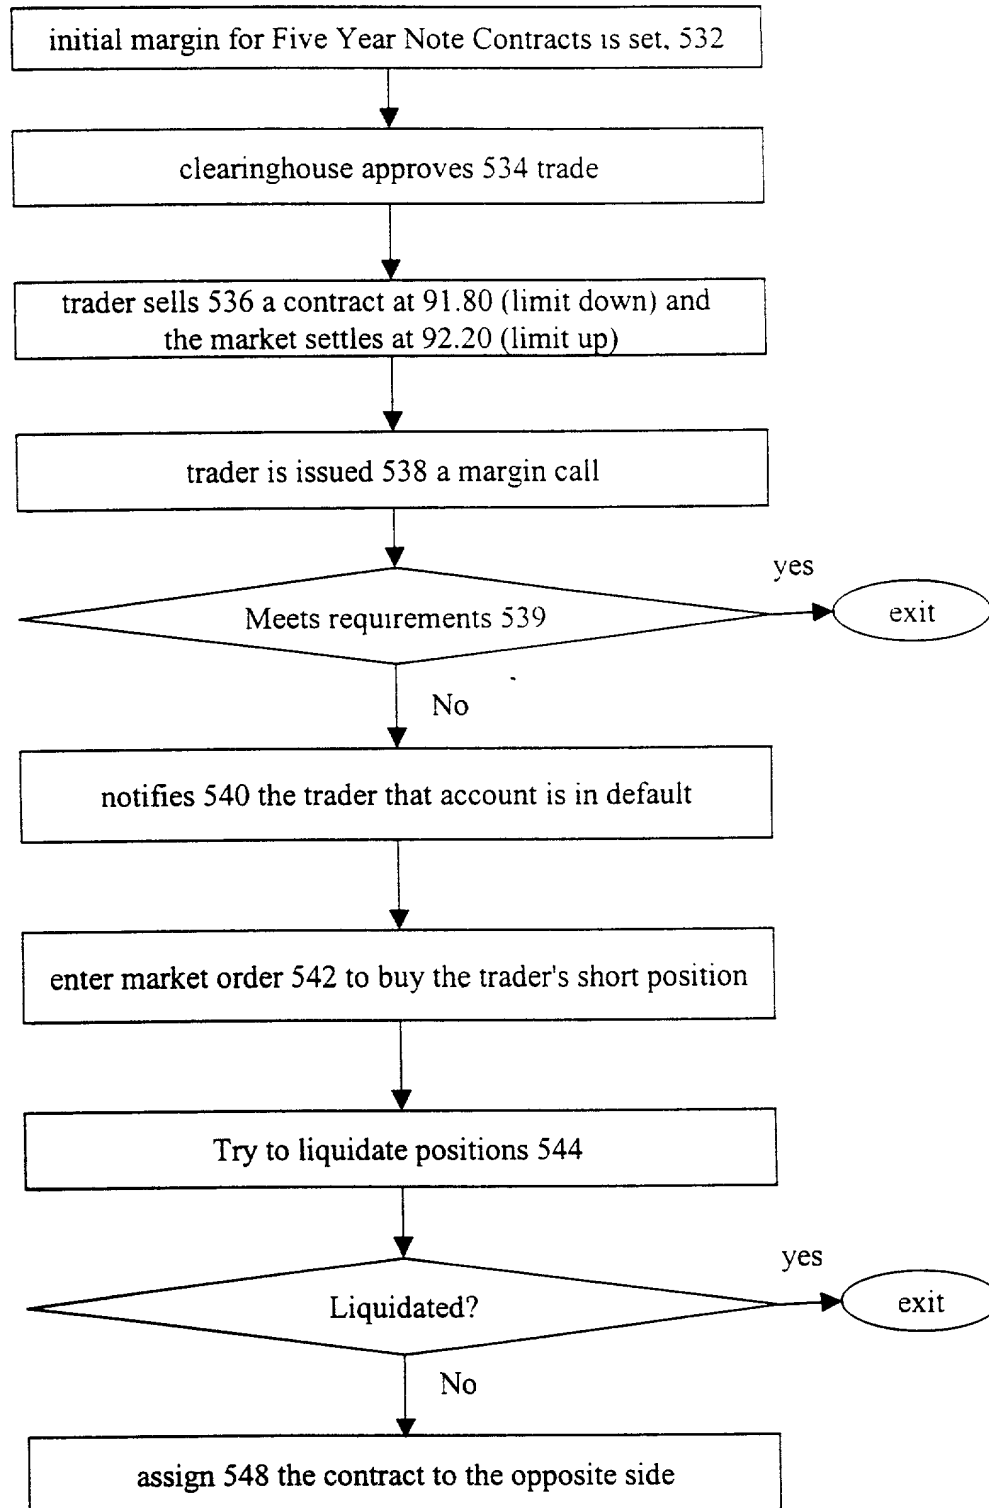 initial margin for Five Year Note Contracts is set, 532
clearinghouse approves 534 trade
trader sells 536 a contract at 91.80 (limit down) and
the market settles at 92.20 (limit up)
trader is issued 538 a margin call
yes
Meets requirements 539
exit
No
notifies 540 the trader that account is in default
enter market order 542 to buy the trader's short position
Try to liquidate positions 544
yes
Liquidated?
exit
No
assign 548 the contract to the opposite side